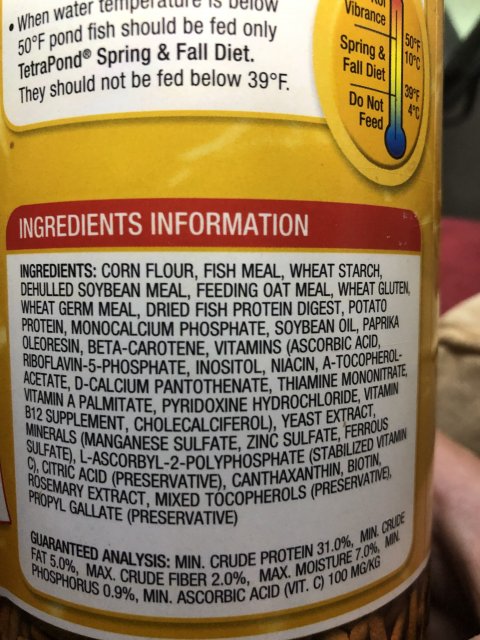 • When water temperature is below
50°F pond fish should be fed only
TetraPond® Spring & Fall Diet.
They should not be fed below 39°F.
Vibrance
Spring &
Fall Diet
Do Not
Feed
50°F
10°C
39°F
4°C
INGREDIENTS INFORMATION
INGREDIENTS: CORN FLOUR, FISH MEAL, WHEAT STARCH,
DEHULLED SOYBEAN MEAL, FEEDING OAT MEAL, WHEAT GLUTEN,
WHEAT GERM MEAL, DRIED FISH PROTEIN DIGEST, POTATO
PROTEIN, MONOCALCIUM PHOSPHATE, SOYBEAN OIL, PAPRIKA
OLEORESIN, BETA-CAROTENE, VITAMINS (ASCORBIC ACID,
RIBOFLAVIN-5-PHOSPHATE, INOSITOL, NIACIN, A-TOCOPHEROL-
ACETATE, D-CALCIUM PANTOTHENATE, THIAMINE MONONITRATE,
VITAMIN A PALMITATE, PYRIDOXINE HYDROCHLORIDE, VITAMIN
B12 SUPPLEMENT, CHOLECALCIFEROL), YEAST EXTRACT,
MINERALS (MANGANESE SULFATE, ZINC SULFATE, FERROUS
SULFATE), L-ASCORBYL-2-POLYPHOSPHATE (STABILIZED VITAMIN
C), CITRIC ACID (PRESERVATIVE), CANTHAXANTHIN, BIOTIN,
ROSEMARY EXTRACT, MIXED TOCOPHEROLS (PRESERVATIVE),
PROPYL GALLATE (PRESERVATIVE)
GUARANTEED ANALYSIS: MIN. CRUDE PROTEIN 31.0%, MIN. CRUDE
FAT 5.0%, MAX. CRUDE FIBER 2.0%, MAX. MOISTURE 7.0%, MIN.
PHOSPHORUS 0.9%, MIN. ASCORBIC ACID (VIT. C) 100 MG/KG